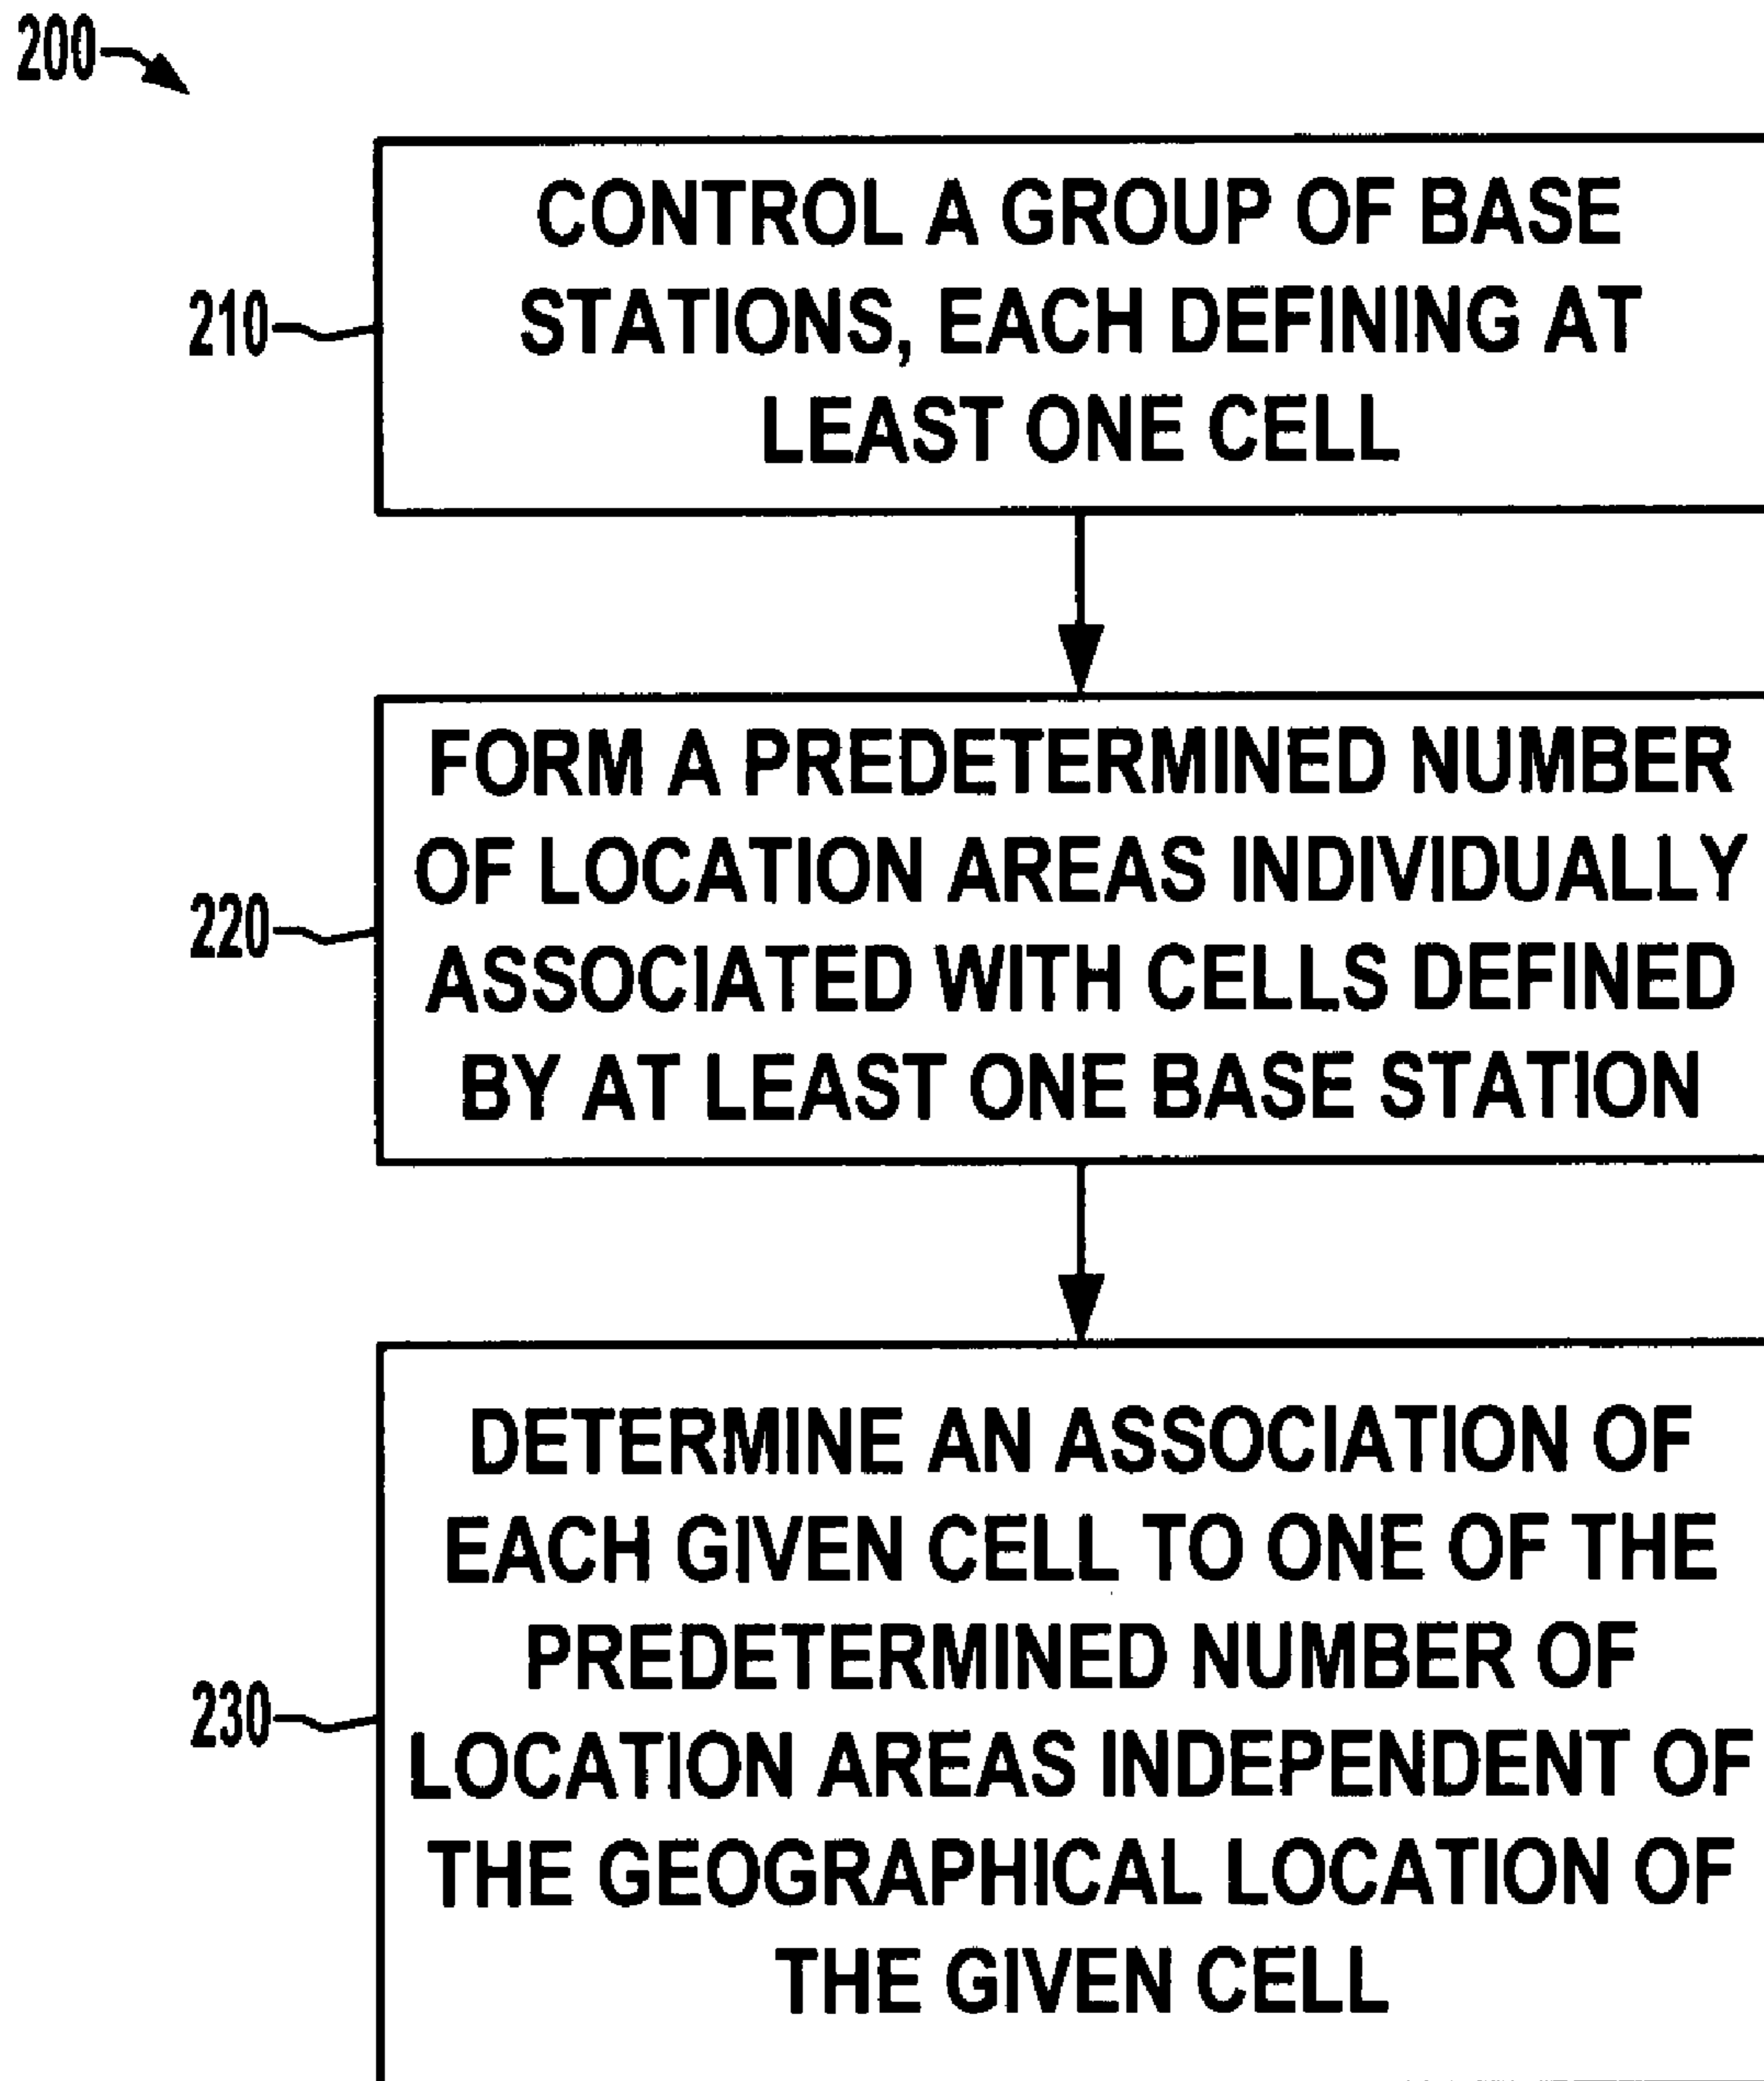 200
210
CONTROL A GROUP OF BASE
STATIONS, EACH DEFINING AT
LEAST ONE CELL
220
FORM A PREDETERMINED NUMBER
OF LOCATION AREAS INDIVIDUALLY
ASSOCIATED WITH CELLS DEFINED
BY AT LEAST ONE BASE STATION
230
DETERMINE AN ASSOCIATION OF
EACH GIVEN CELL TO ONE OF THE
PREDETERMINED NUMBER OF
LOCATION AREAS INDEPENDENT OF
THE GEOGRAPHICAL LOCATION OF
THE GIVEN CELL